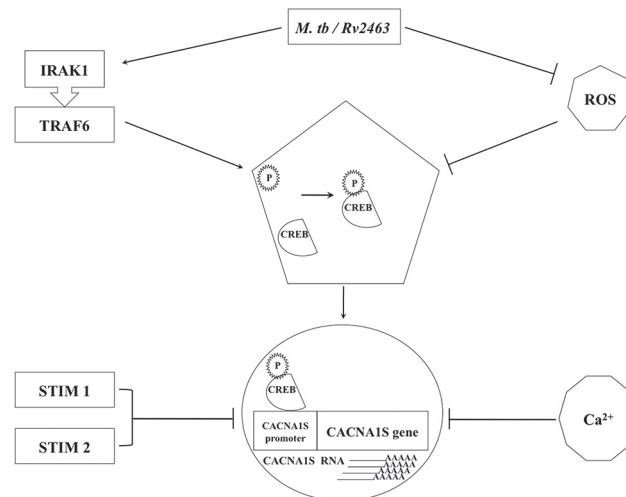 M. tb / Rv2463
IRAK1
TRAF6
ROS
P
P
CREB
CREB
P
CREB
STIM 1
STIM 2
CACNA1S
promoter
CACNA1S gene
CACNA1S RNA
AAAAA
AAAAA
AAAAA
AAAAA
Ca²⁺